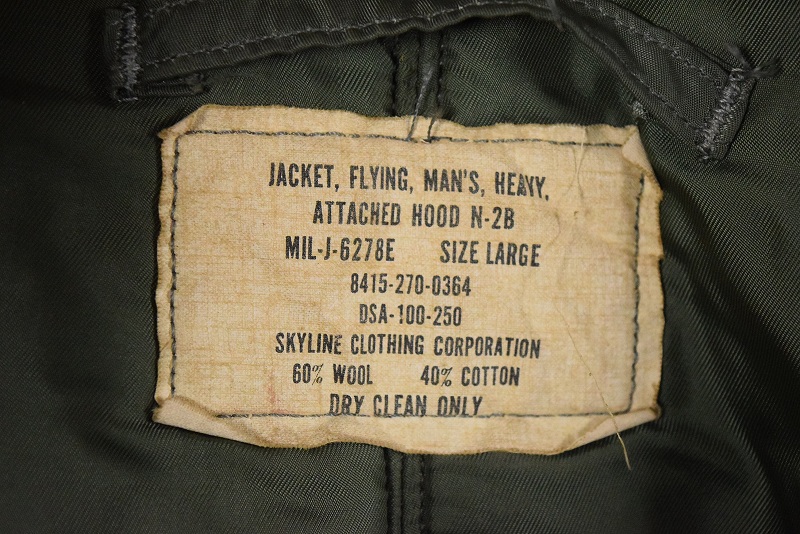 JACKET, FLYING, MAN'S, HEAVY,
ATTACHED HOOD N-2B
MIL-J-6278E SIZE LARGE
8415-270-0364
DSA-100-250
SKYLINE CLOTHING CORPORATION
60% WOOL 40% COTTON
DRY CLEAN ONLY